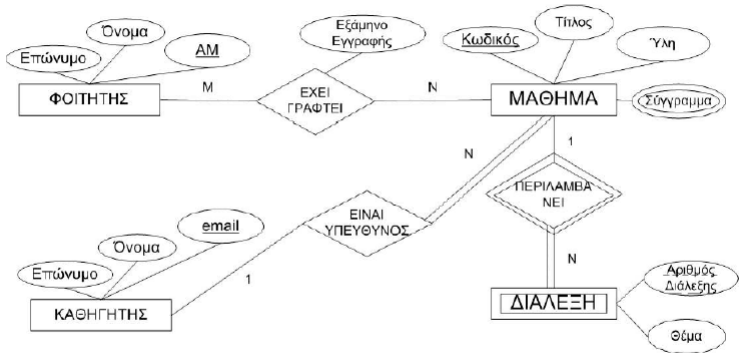 Όνομα
Επώνυμο
ΑΜ
ΦΟΙΤΗΤΗΣ
Μ
Εξάμηνο
Εγγραφής
ΕΧΕΙ
ΓΡΑΦΤΕΙ
Ν
Κωδικός
Τίτλος
Ύλη
ΜΑΘΗΜΑ
Σύγγραμμα
Ν
1
ΠΕΡΙΛΑΜΒΑ
ΝΕΙ
Ν
ΕΙΝΑΙ
ΥΠΕΥΘΥΝΟΣ
1
Όνομα
Επώνυμο
email
ΚΑΘΗΓΗΤΗΣ
ΔΙΑΛΕΞΗ
Αριθμός
Διάλεξης
Θέμα